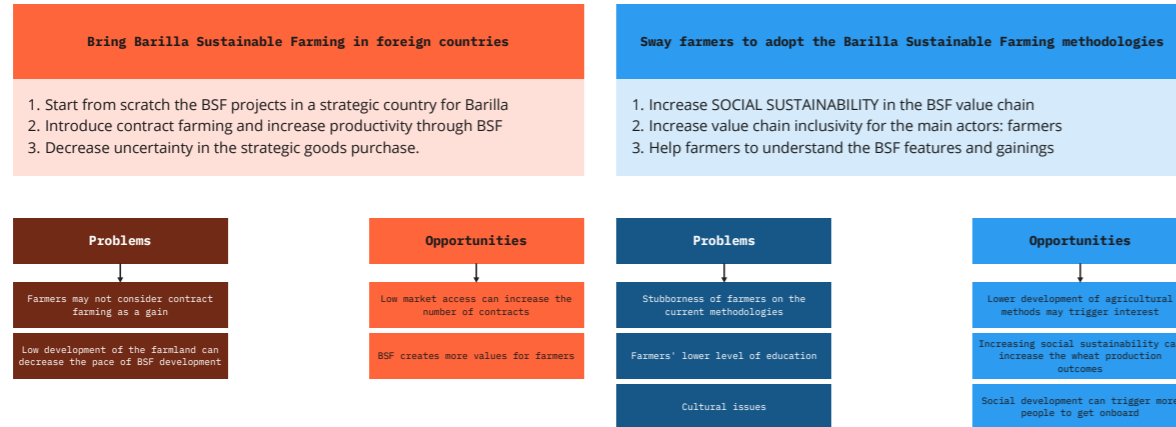 Bring Barilla Sustainable Farming in foreign countries
1. Start from scratch the BSF projects in a strategic country for Barilla
2. Introduce contract farming and increase productivity through BSF
3. Decrease uncertainty in the strategic goods purchase.
Problems
Farmers may not consider contract
farming as a gain
Low development of the farmland can
decrease the pace of BSF development
Opportunities
Low market access can increase the
number of contracts
BSF creates more values for farmers
Sway farmers to adopt the Barilla Sustainable Farming methodologies
1. Increase SOCIAL SUSTAINABILITY in the BSF value chain
2. Increase value chain inclusivity for the main actors: farmers
3. Help farmers to understand the BSF features and gainings
Problems
Stubborness of farmers on the
current methodologies
Farmers' lower level of education
Cultural issues
Opportunities
Lower development of agricultural
methods may trigger interest
Increasing social sustainability ca
increase the wheat production
outcomes
Social development can trigger more
people to get onboard